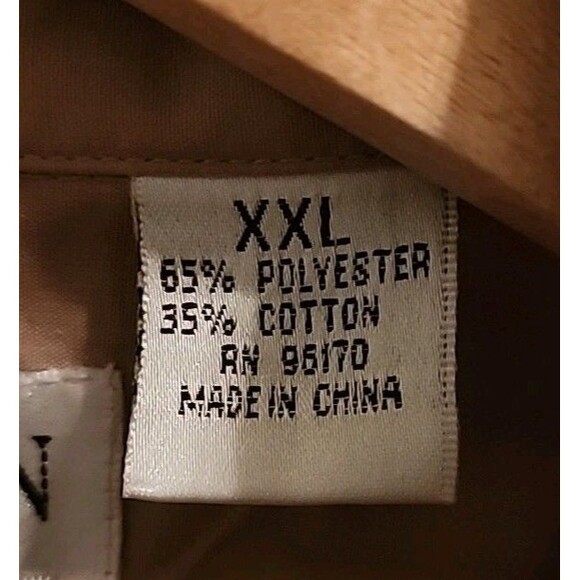 XXL
65% POLYESTER
35% COTTON
RN 96170
MADE IN CHINA
N